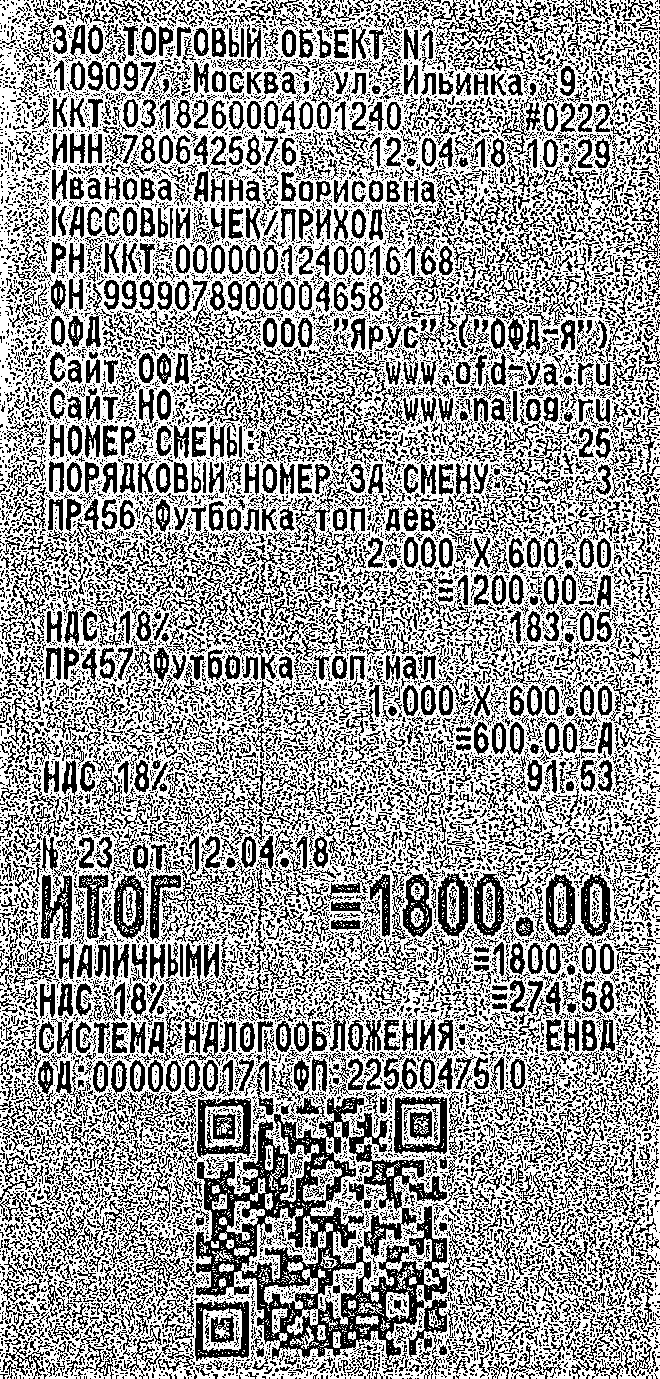 ЗАО ТОРГОВЫЙ ОБЪЕКТ N1
109097, Москва, ул. Ильинка, 9
ККТ 0318260004001240 #0222
ИНН 7806425876 12.04.18 10:29
Иванова Анна Борисовна
КАССОВЫЙ ЧЕК/ПРИХОД
РН ККТ 0000001240016168
ФН 9999078900004658
ОФД ООО "Ярус" ("ОФД-Я")
Сайт ОФД www.ofd-ya.ru
Сайт НО www.nalog.ru
НОМЕР СМЕНЫ: 25
ПОРЯДКОВЫЙ НОМЕР ЗА СМЕНУ: 3
ПР456 Футболка топ дев
2.000 X 600.00
≡1200.00_А
НДС 18% 183.05
ПР457 Футболка топ мал
1.000 X 600.00
≡600.00_А
НДС 18% 91.53
№ 23 от 12.04.18
ИТОГ ≡1800.00
НАЛИЧНЫМИ ≡1800.00
НДС 18% ≡274.58
СИСТЕМА НАЛОГООБЛОЖЕНИЯ: ЕНВД
ФД:0000000171 ФП:2256047510